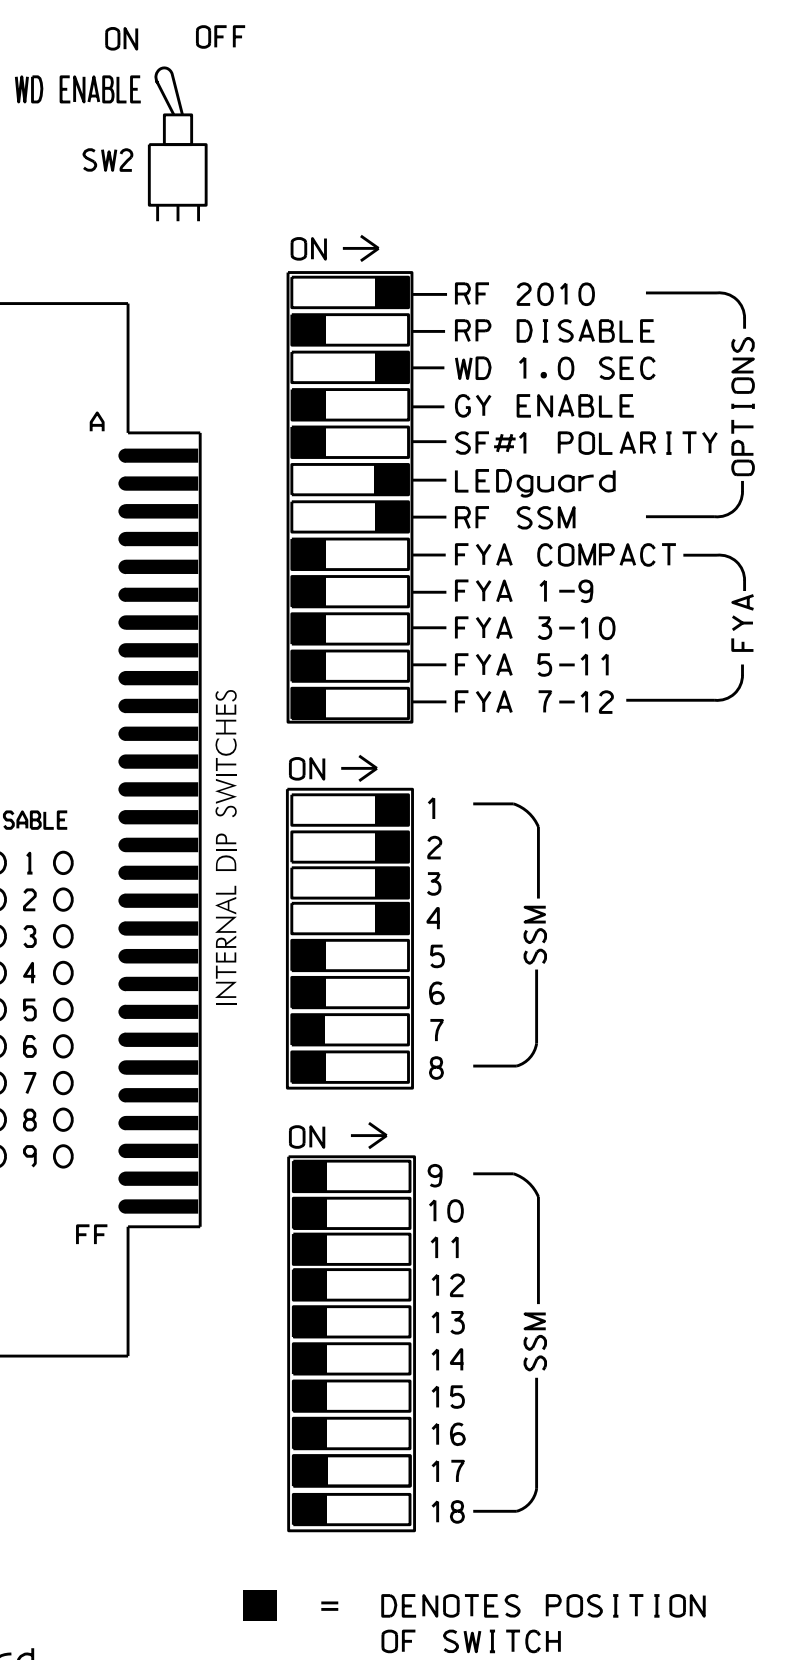 ON OFF
WD ENABLE
SW2
ON
RF 2010
RP DISABLE
WD 1.0 SEC
GY ENABLE
SF#1 POLARITY
LEDguard
RF SSM
OPTIONS
FYA COMPACT
FYA 1-9
FYA 3-10
FYA 5-11
FYA 7-12
FYA
A
INTERNAL DIP SWITCHES
SABLE
1
2
3
4
5
6
7
8
9
FF
ON
1
2
3
4
5
6
7
8
SSM
ON
9
10
11
12
13
14
15
16
17
18
SSM
= DENOTES POSITION
OF SWITCH